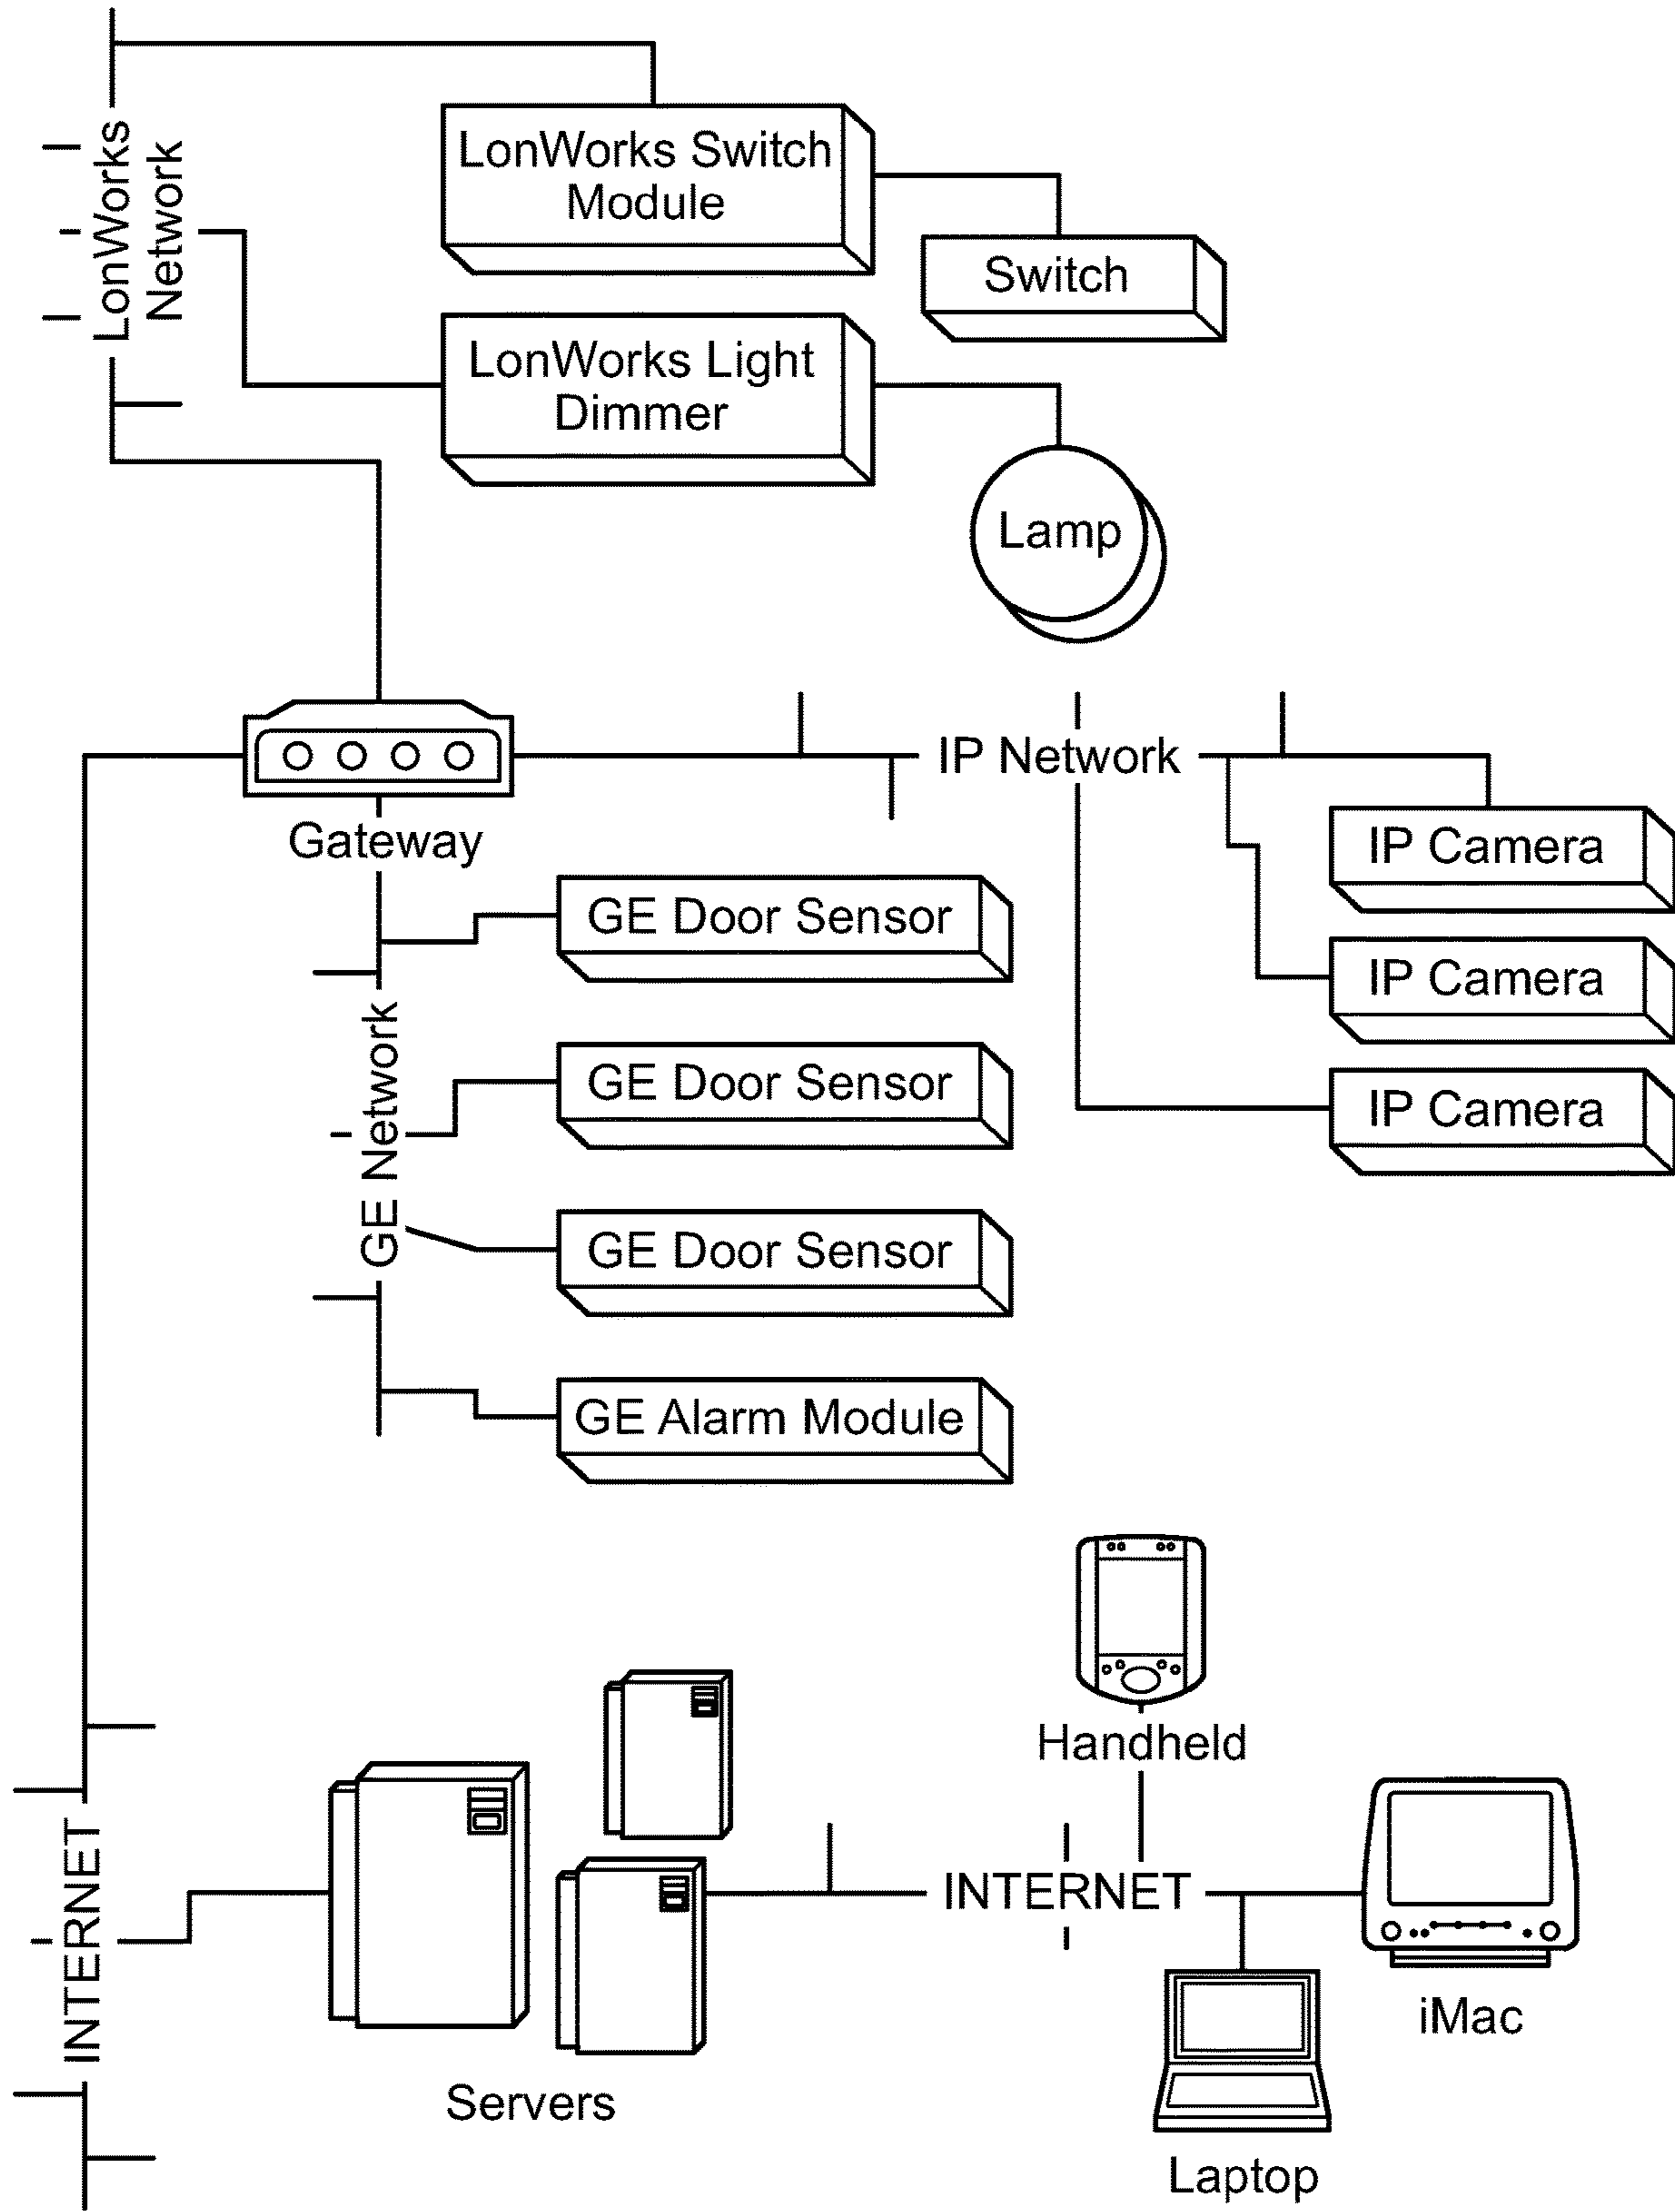 LonWorks
Network
LonWorks Switch
Module
Switch
LonWorks Light
Dimmer
Lamp
Gateway
IP Network
IP Camera
IP Camera
IP Camera
GE Network
GE Door Sensor
GE Door Sensor
GE Door Sensor
GE Alarm Module
INTERNET
Servers
INTERNET
Handheld
iMac
Laptop